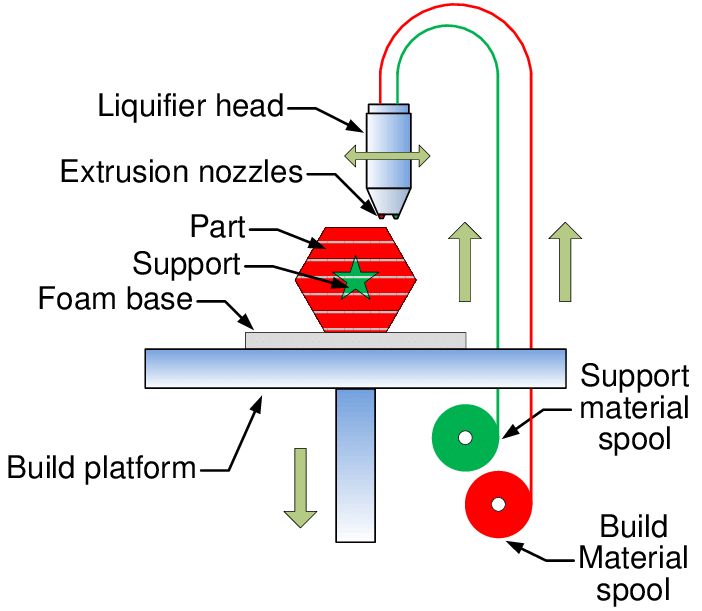 Liquifier head
Extrusion nozzles
Part
Support
Foam base
Build platform
Support
material
spool
Build
Material
spool